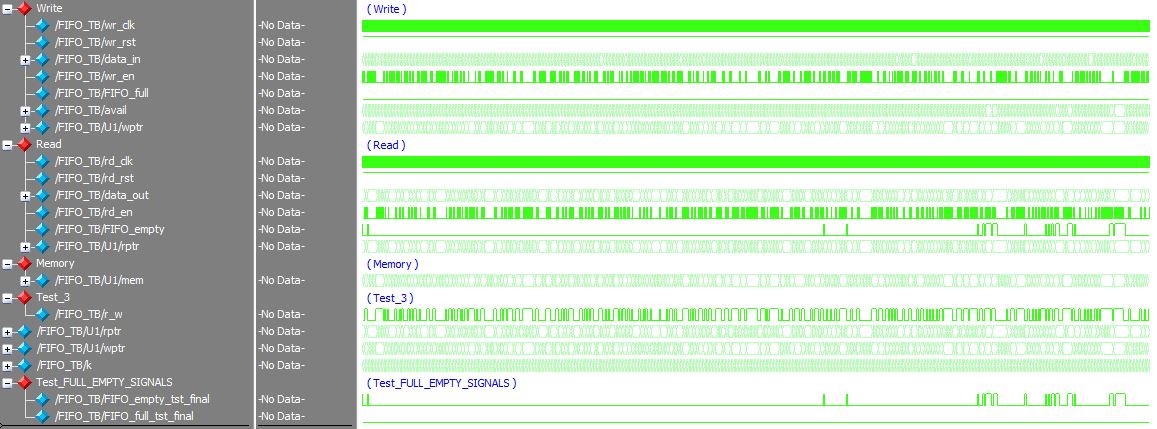 Write ( Write )
/FIFO_TB/wr_clk -No Data-
/FIFO_TB/wr_rst -No Data-
/FIFO_TB/data_in -No Data-
/FIFO_TB/wr_en -No Data-
/FIFO_TB/FIFO_full -No Data-
/FIFO_TB/avail -No Data-
/FIFO_TB/U1/wptr -No Data-
Read ( Read )
/FIFO_TB/rd_clk -No Data-
/FIFO_TB/rd_rst -No Data-
/FIFO_TB/data_out -No Data-
/FIFO_TB/rd_en -No Data-
/FIFO_TB/FIFO_empty -No Data-
/FIFO_TB/U1/rptr -No Data-
Memory ( Memory )
/FIFO_TB/U1/mem -No Data-
Test_3 ( Test_3 )
/FIFO_TB/r_w -No Data-
/FIFO_TB/U1/rptr -No Data-
/FIFO_TB/U1/wptr -No Data-
/FIFO_TB/k -No Data-
Test_FULL_EMPTY_SIGNALS ( Test_FULL_EMPTY_SIGNALS )
/FIFO_TB/FIFO_empty_tst_final -No Data-
/FIFO_TB/FIFO_full_tst_final -No Data-